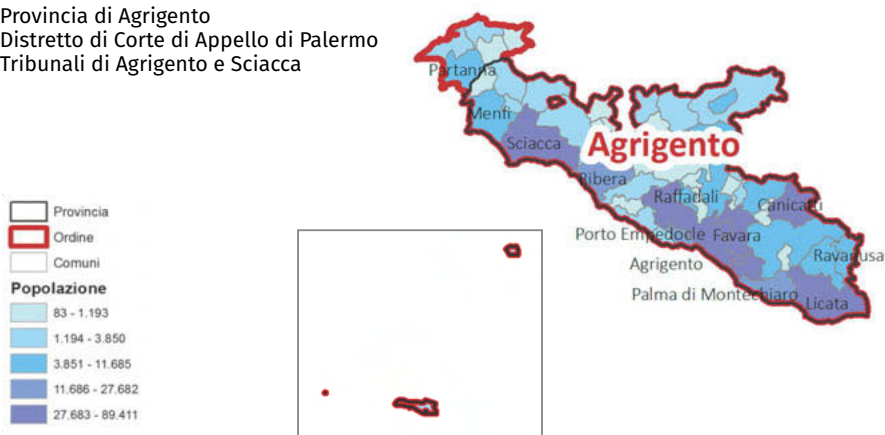 Provincia di Agrigento
Distretto di Corte di Appello di Palermo
Tribunali di Agrigento e Sciacca
Partanna
Menfi
Sciacca
Agrigento
Ribera
Raffadali
Canicattì
Porto Empedocle
Favara
Ravanusa
Agrigento
Palma di Montechiaro
Licata
Provincia
Ordine
Comuni
Popolazione
83 - 1.193
1.194 - 3.850
3.851 - 11.685
11.686 - 27.682
27.683 - 89.411